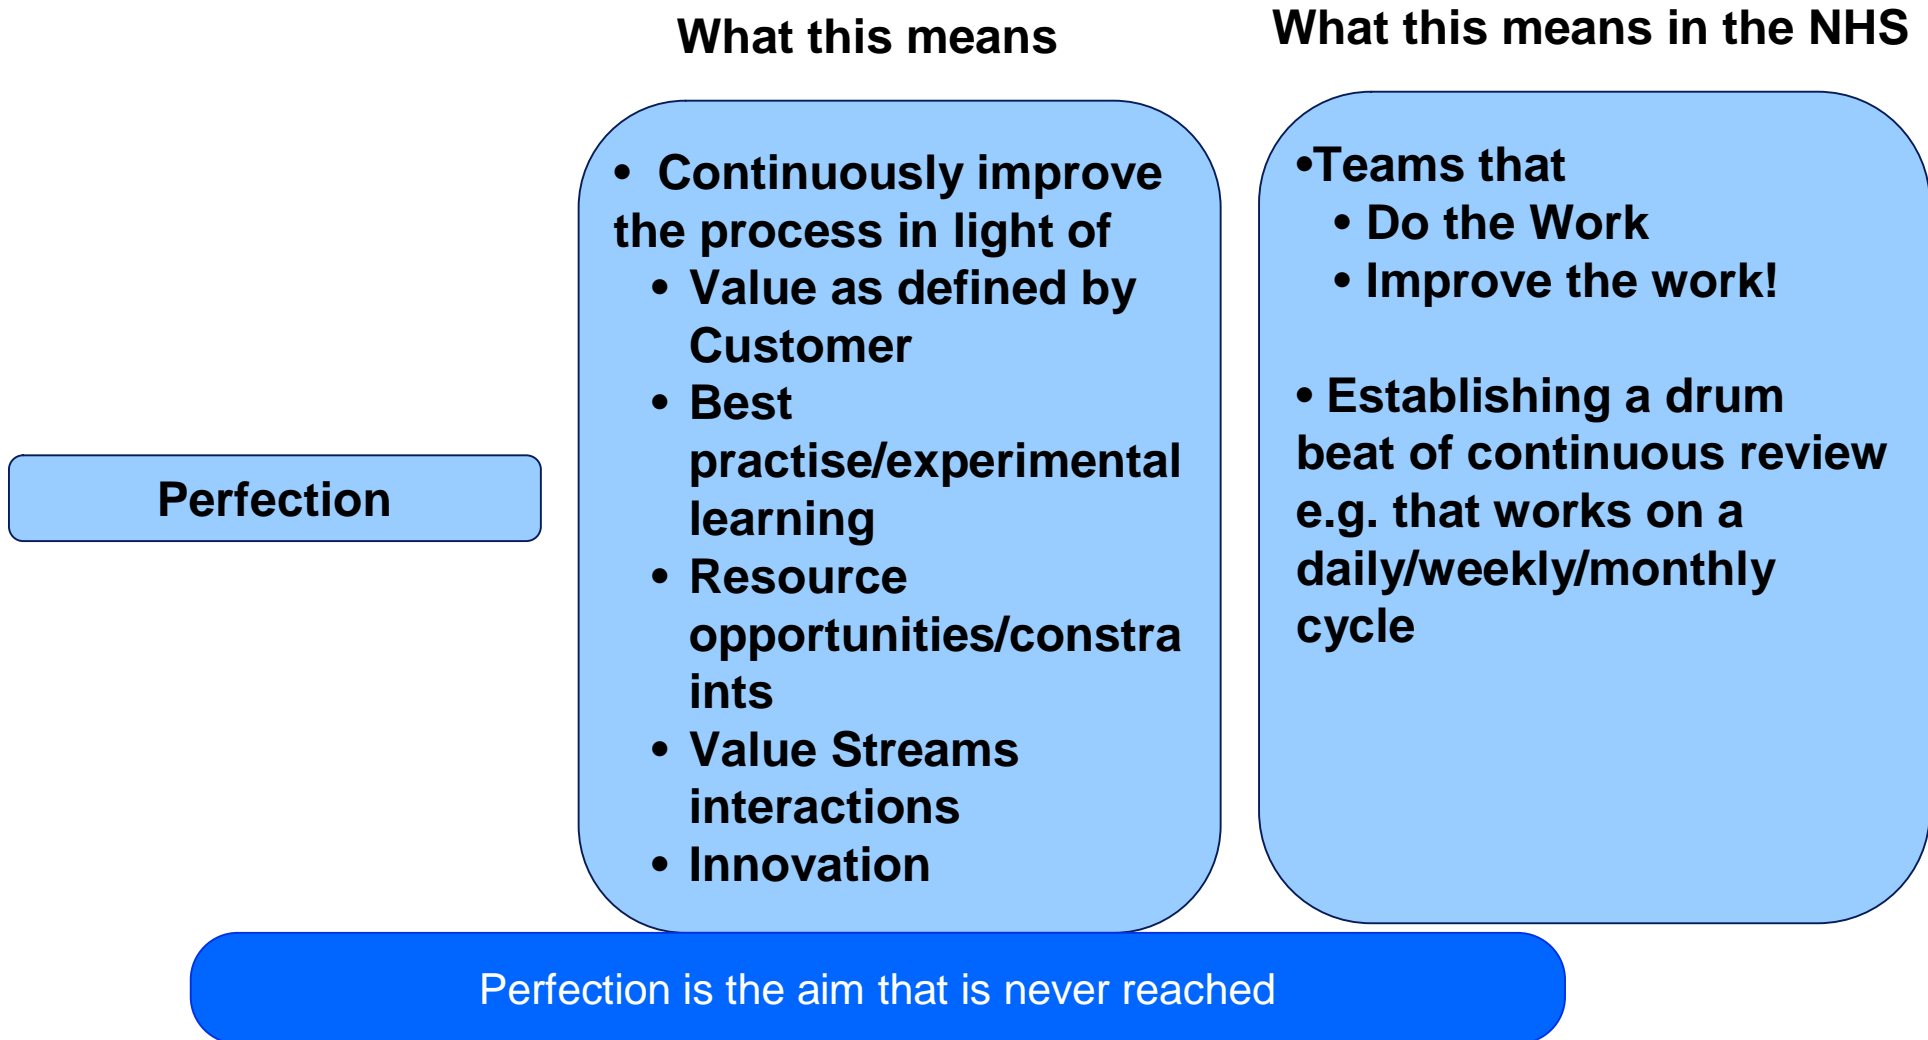 What this means
What this means in the NHS
Perfection
• Continuously improve
the process in light of
• Value as defined by
Customer
• Best
practise/experimental
learning
• Resource
opportunities/constra
ints
• Value Streams
interactions
• Innovation
•Teams that
• Do the Work
• Improve the work!
• Establishing a drum
beat of continuous review
e.g. that works on a
daily/weekly/monthly
cycle
Perfection is the aim that is never reached